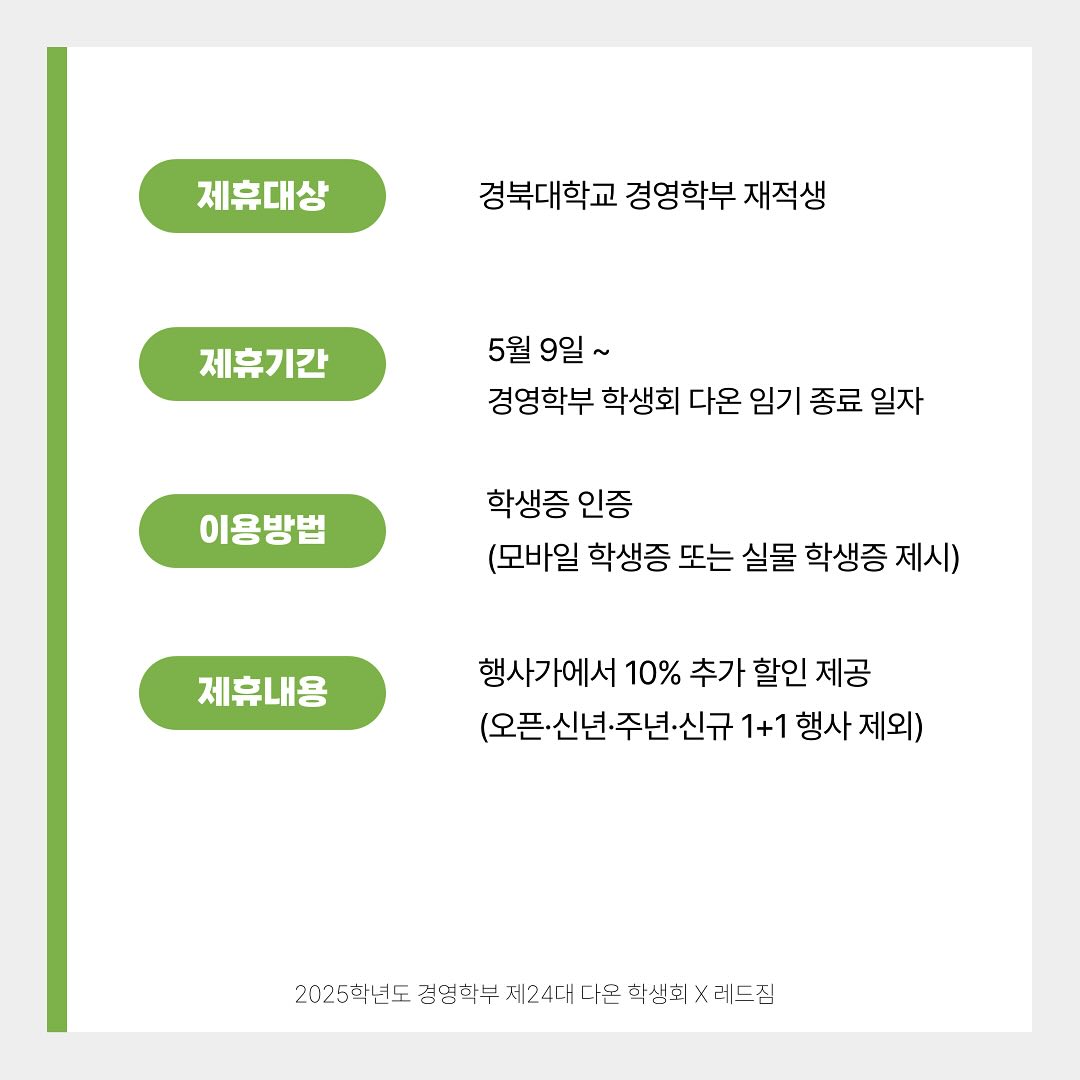 제휴대상
경북대학교 경영학부 재적생
제휴기간
5월 9일 ~
경영학부 학생회 다온 임기 종료 일자
이용방법
학생증 인증
(모바일 학생증 또는 실물 학생증 제시)
제휴내용
행사가에서 10% 추가 할인 제공
(오픈·신년·주년·신규 1+1 행사 제외)
2025학년도 경영학부 제24대 다온 학생회 X 레드짐